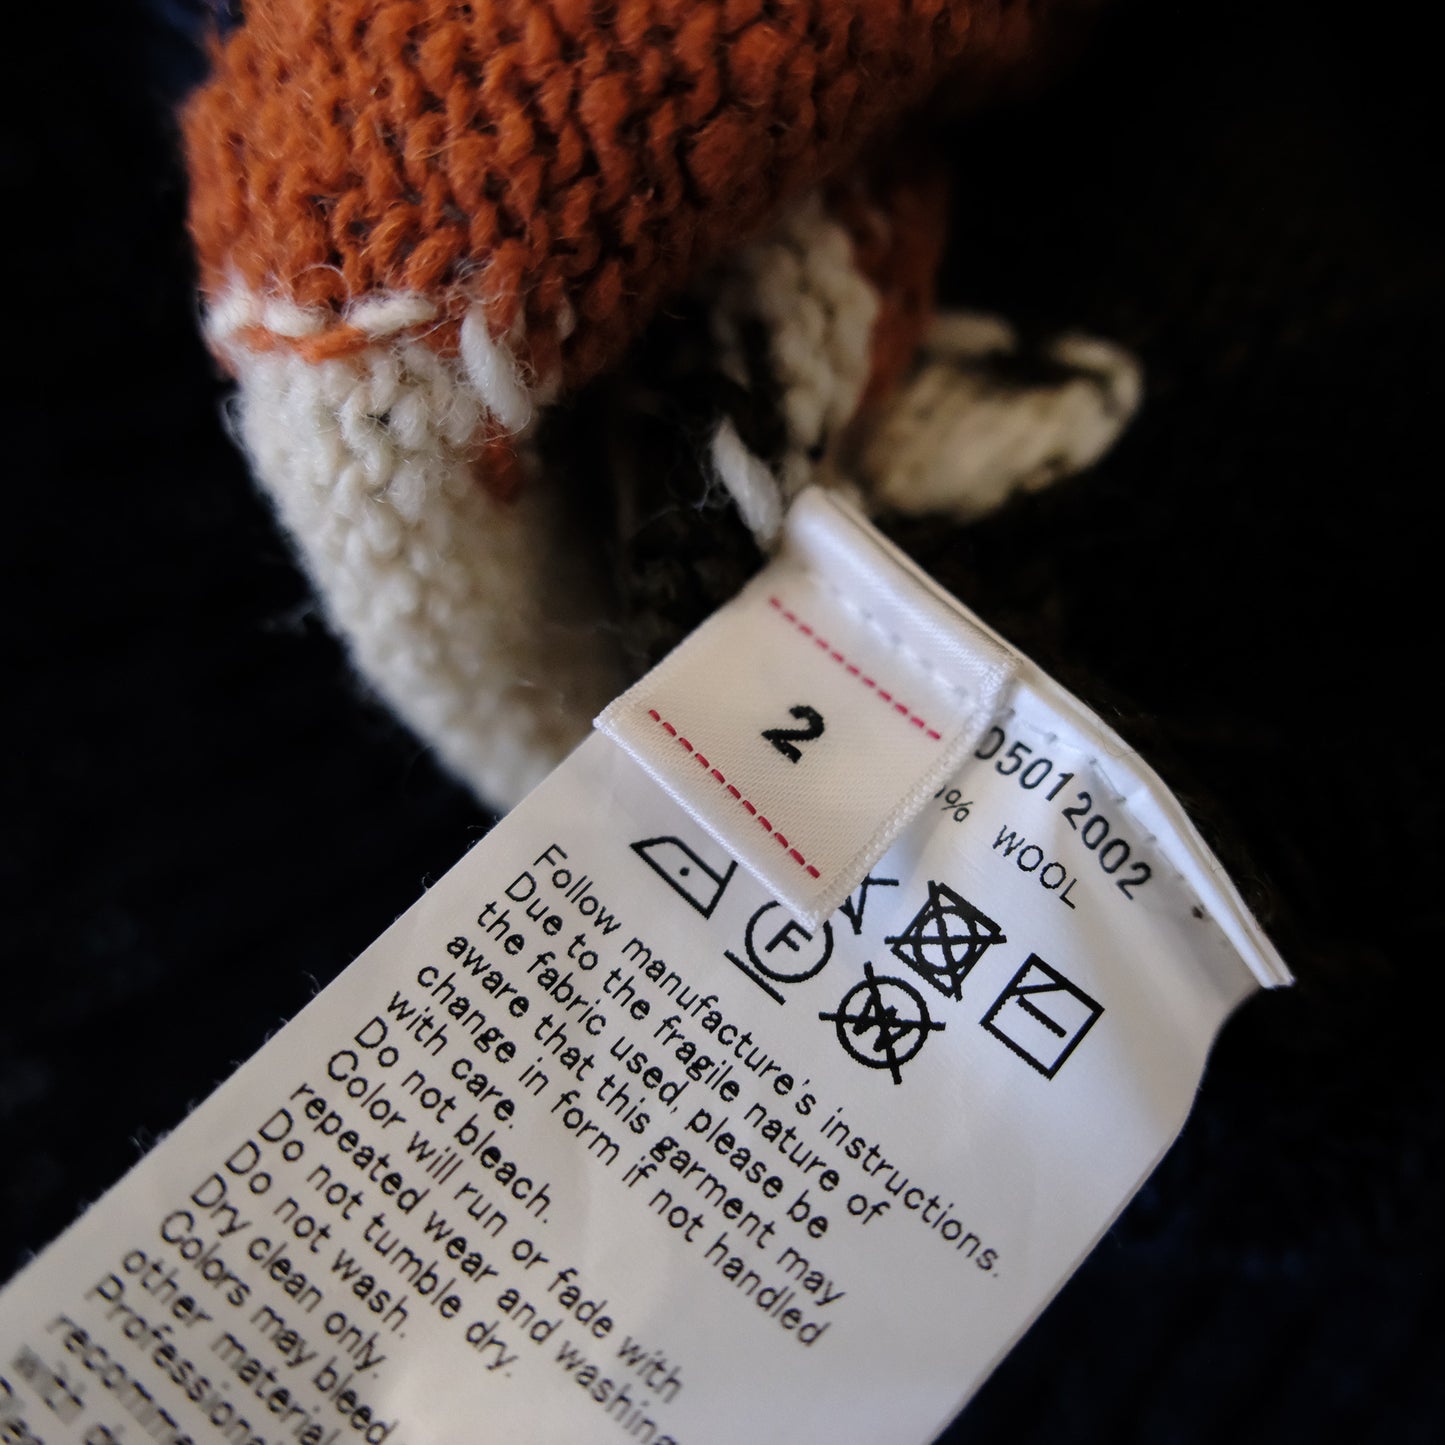 2
05012002
% WOOL
F
W
Follow manufacture's instructions.
Due to the fragile nature of
the fabric used, please be
aware that this garment may
change in form if not handled
with care.
Do not bleach.
Color will run or fade with
repeated wear and washing
Do not tumble dry.
Do not wash.
Dry clean only.
Colors may bleed
other material
Professional
recomme
with